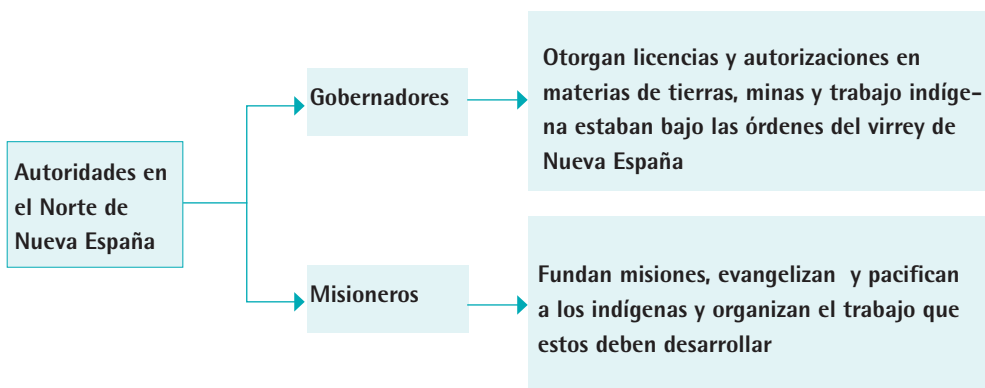 Autoridades en
el Norte de
Nueva España
Gobernadores
Otorgan licencias y autorizaciones en
materias de tierras, minas y trabajo indíge-
na estaban bajo las órdenes del virrey de
Nueva España
Misioneros
Fundan misiones, evangelizan y pacifican
a los indígenas y organizan el trabajo que
estos deben desarrollar